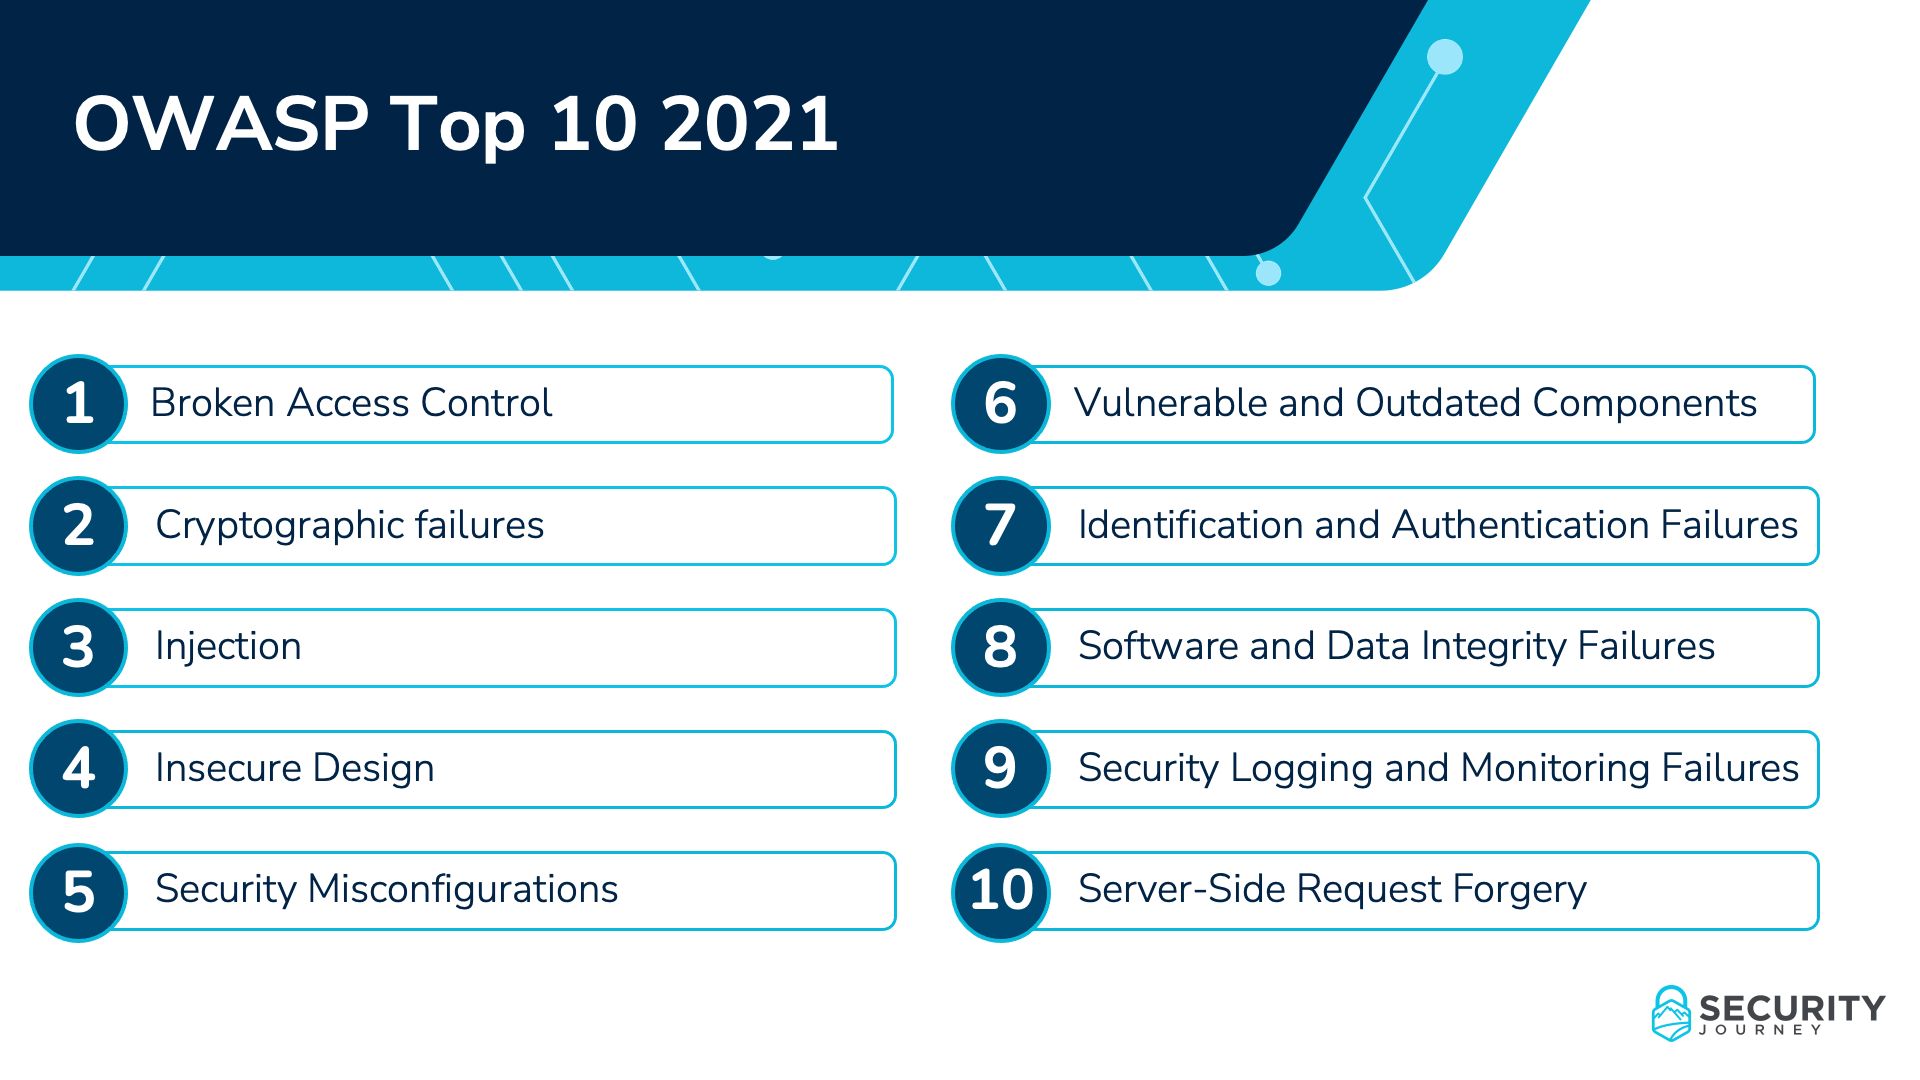 OWASP Top 10 2021
1 Broken Access Control
2 Cryptographic failures
3 Injection
4 Insecure Design
5 Security Misconfigurations
6 Vulnerable and Outdated Components
7 Identification and Authentication Failures
8 Software and Data Integrity Failures
9 Security Logging and Monitoring Failures
10 Server-Side Request Forgery
SECURITY
JOURNEY